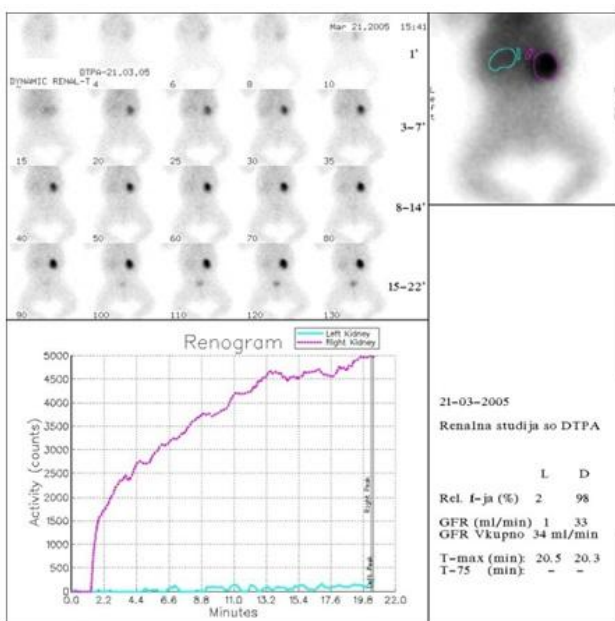 Mar 21,2005 15:41
DTPA-21.03.05
DYNAMIC RENAL-T
1'
4 6 8 10
3-7'
15 20 25 30 35
8-14'
40 50 60 70 80
15-22'
90 100 110 120 130
Renogram
Left Kidney
Right Kidney
Activity (counts)
5000
4500
4000
3500
3000
2500
2000
1500
1000
500
0
Right Peak
Left Peak
0.0 2.2 4.4 6.6 8.8 11.0 13.2 15.4 17.6 19.8 22.0
Minutes
21-03-2005
Renalna studija so DTPA
L D
Rel. f-ja (%) 2 98
GFR (ml/min) 1 33
GFR Vkupno 34 ml/min
T-max (min): 20.5 20.3
T-75 (min): - -